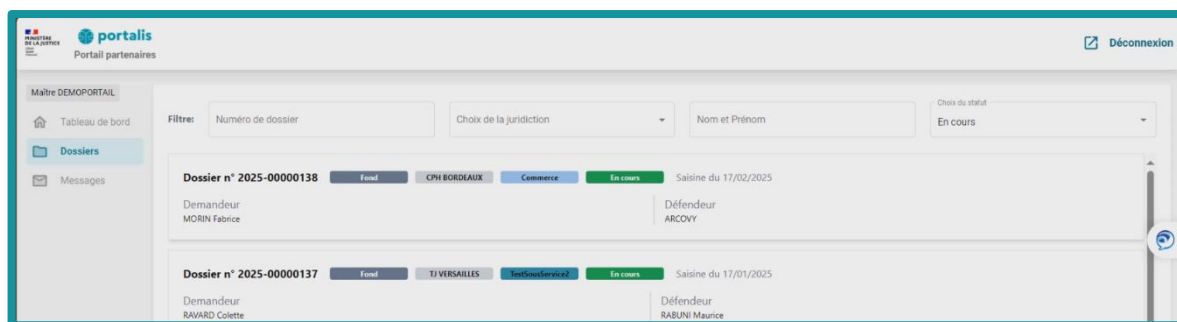 MINISTÈRE
DE LA JUSTICE
portalis
Portail partenaires
Déconnexion
Maître DEMOPORTAIL
Tableau de bord
Dossiers
Messages
Filtre: Numéro de dossier Choix de la juridiction Nom et Prénom Choix du statut
En cours
Dossier n° 2025-00000138 Fond CPH BORDEAUX Commerce En cours Saisine du 17/02/2025
Demandeur Défendeur
MORIN Fabrice ARCOVY
Dossier n° 2025-00000137 Fond TJ VERSAILLES TestSousService2 En cours Saisine du 17/01/2025
Demandeur Défendeur
RAVARD Colette RABUNI Maurice